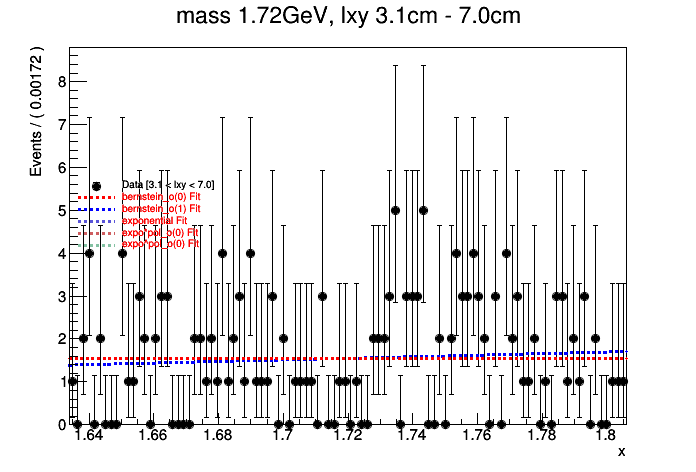 mass 1.72GeV, lxy 3.1cm - 7.0cm
Events / ( 0.00172 )
8
7
6
5
4
3
2
1
0
Data [3.1 < lxy < 7.0]
bernstein_o(0) Fit
bernstein_o(1) Fit
exponential Fit
expo*pol_o(0) Fit
expo*pol_o(0) Fit
1.64 1.66 1.68 1.7 1.72 1.74 1.76 1.78 1.8
x